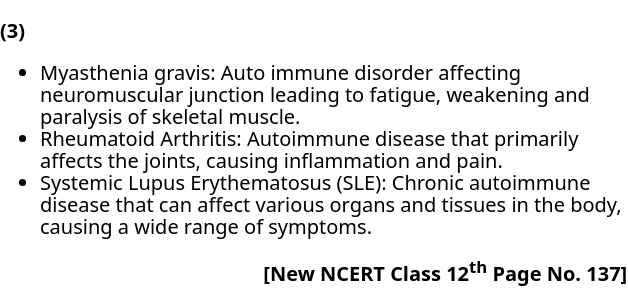 (3)
• Myasthenia gravis: Auto immune disorder affecting
neuromuscular junction leading to fatigue, weakening and
paralysis of skeletal muscle.
• Rheumatoid Arthritis: Autoimmune disease that primarily
affects the joints, causing inflammation and pain.
• Systemic Lupus Erythematosus (SLE): Chronic autoimmune
disease that can affect various organs and tissues in the body,
causing a wide range of symptoms.
[New NCERT Class 12th Page No. 137]